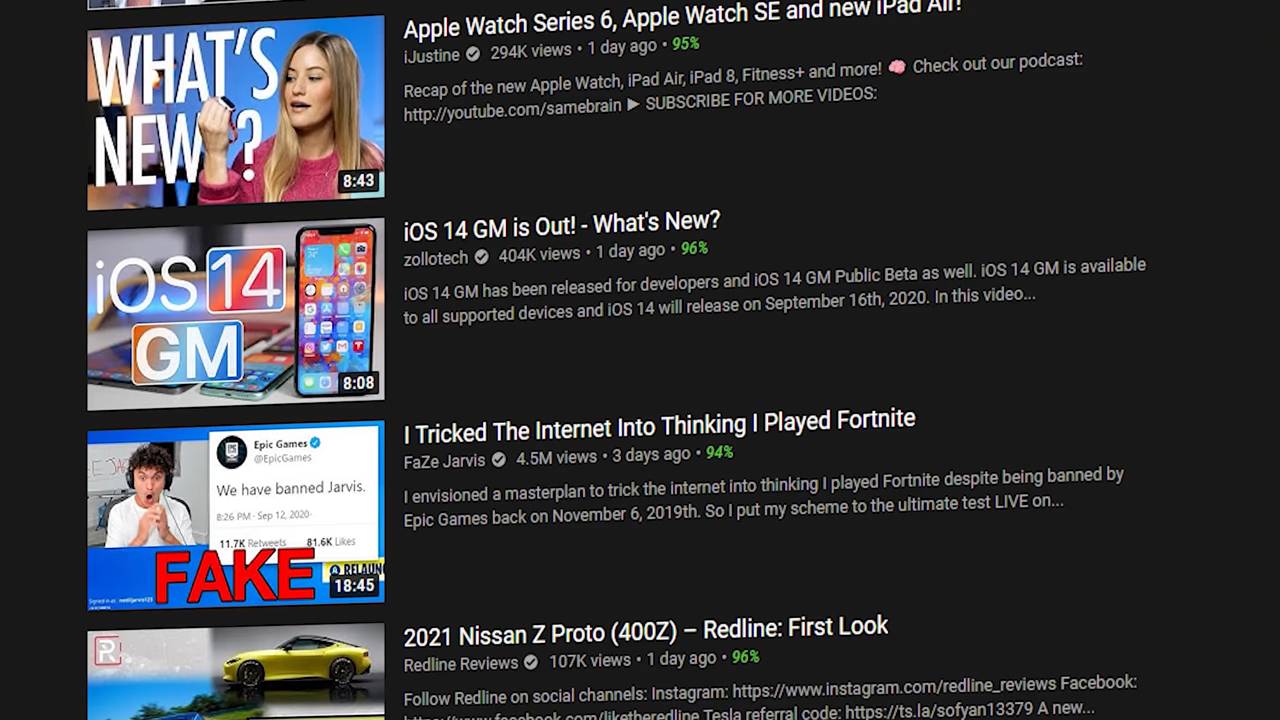 Apple Watch Series 6, Apple Watch SE and new iPad Air!
iJustine 294K views • 1 day ago • 95%
Recap of the new Apple Watch, iPad Air, iPad 8, Fitness+ and more! 🧠 Check out our podcast:
http://youtube.com/samebrain ▶ SUBSCRIBE FOR MORE VIDEOS:
WHAT'S
NEW?
8:43
iOS 14 GM is Out! - What's New?
zollotech 404K views • 1 day ago • 96%
iOS 14 GM has been released for developers and iOS 14 GM Public Beta as well. iOS 14 GM is available
to all supported devices and iOS 14 will release on September 16th, 2020. In this video...
iOS 14
GM
8:08
I Tricked The Internet Into Thinking I Played Fortnite
FaZe Jarvis 4.5M views • 3 days ago • 94%
I envisioned a masterplan to trick the internet into thinking I played Fortnite despite being banned by
Epic Games back on November 6, 2019th. So I put my scheme to the ultimate test LIVE on...
Epic Games
@EpicGames
We have banned Jarvis.
8:26 PM · Sep 12, 2020·
11.7K Retweets 81.6K Likes
FAKE
RELAUN
18:45
2021 Nissan Z Proto (400Z) – Redline: First Look
Redline Reviews 107K views • 1 day ago • 96%
Follow Redline on social channels: Instagram: https://www.instagram.com/redline_reviews Facebook:
https://www.facebook.com/liketheredline Tesla referral code: https://ts.la/sofyan13379 A new...
R